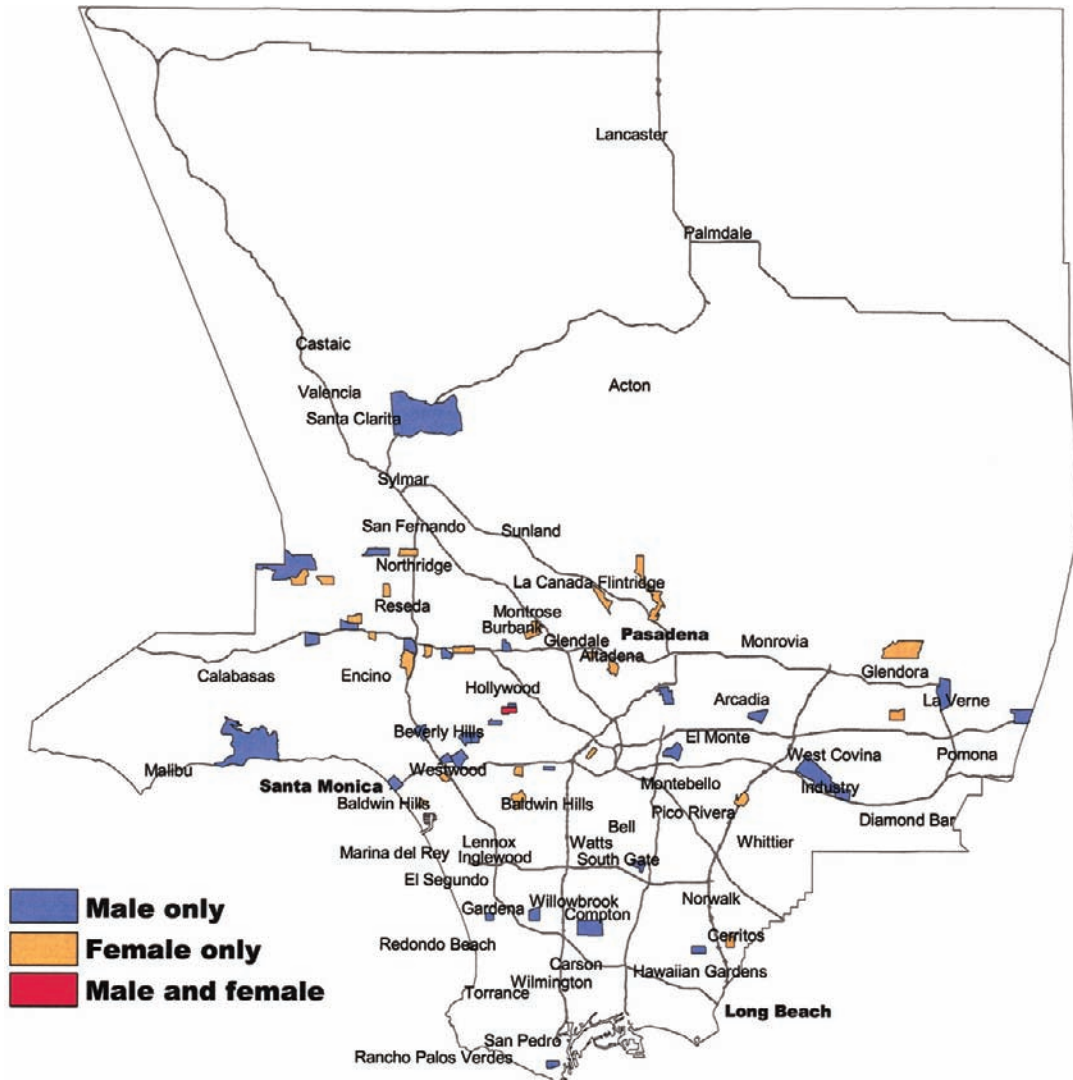 Lancaster
Palmdale
Castaic
Acton
Valencia
Santa Clarita
Sylmar
San Fernando
Sunland
Northridge
La Canada Flintridge
Reseda
Montrose
Burbank
Glendale
Pasadena
Monrovia
Altadena
Calabasas
Encino
Glendora
Hollywood
Arcadia
La Verne
Beverly Hills
El Monte
West Covina
Pomona
Malibu
Westwood
Santa Monica
Montebello
Industry
Baldwin Hills
Baldwin Hills
Pico Rivera
Diamond Bar
Bell
Marina del Rey
Lennox
Watts
Whittier
Inglewood
South Gate
El Segundo
Norwalk
Male only
Gardena
Willowbrook
Compton
Female only
Redondo Beach
Cerritos
Carson
Hawaiian Gardens
Male and female
Wilmington
Torrance
Long Beach
San Pedro
Rancho Palos Verdes